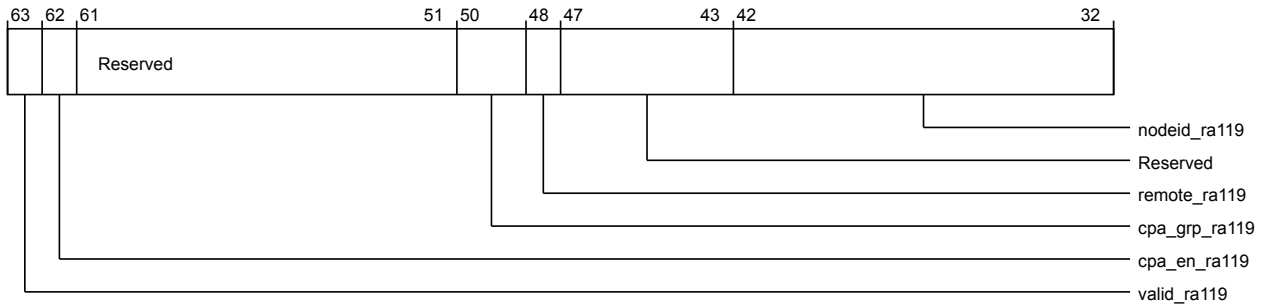 63 62 61 51 50 48 47 43 42 32
Reserved
nodeid_ra119
Reserved
remote_ra119
cpa_grp_ra119
cpa_en_ra119
valid_ra119